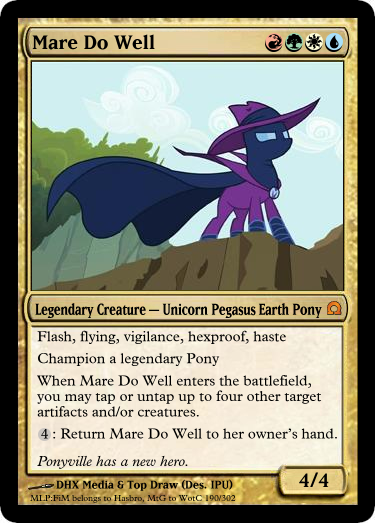 Mare Do Well
Legendary Creature — Unicorn Pegasus Earth Pony
Flash, flying, vigilance, hexproof, haste
Champion a legendary Pony
When Mare Do Well enters the battlefield,
you may tap or untap up to four other target
artifacts and/or creatures.
4: Return Mare Do Well to her owner's hand.
Ponyville has a new hero.
DHX Media & Top Draw (Des. IPU)
4/4
MLP:FiM belongs to Hasbro, MtG to WotC 190/302